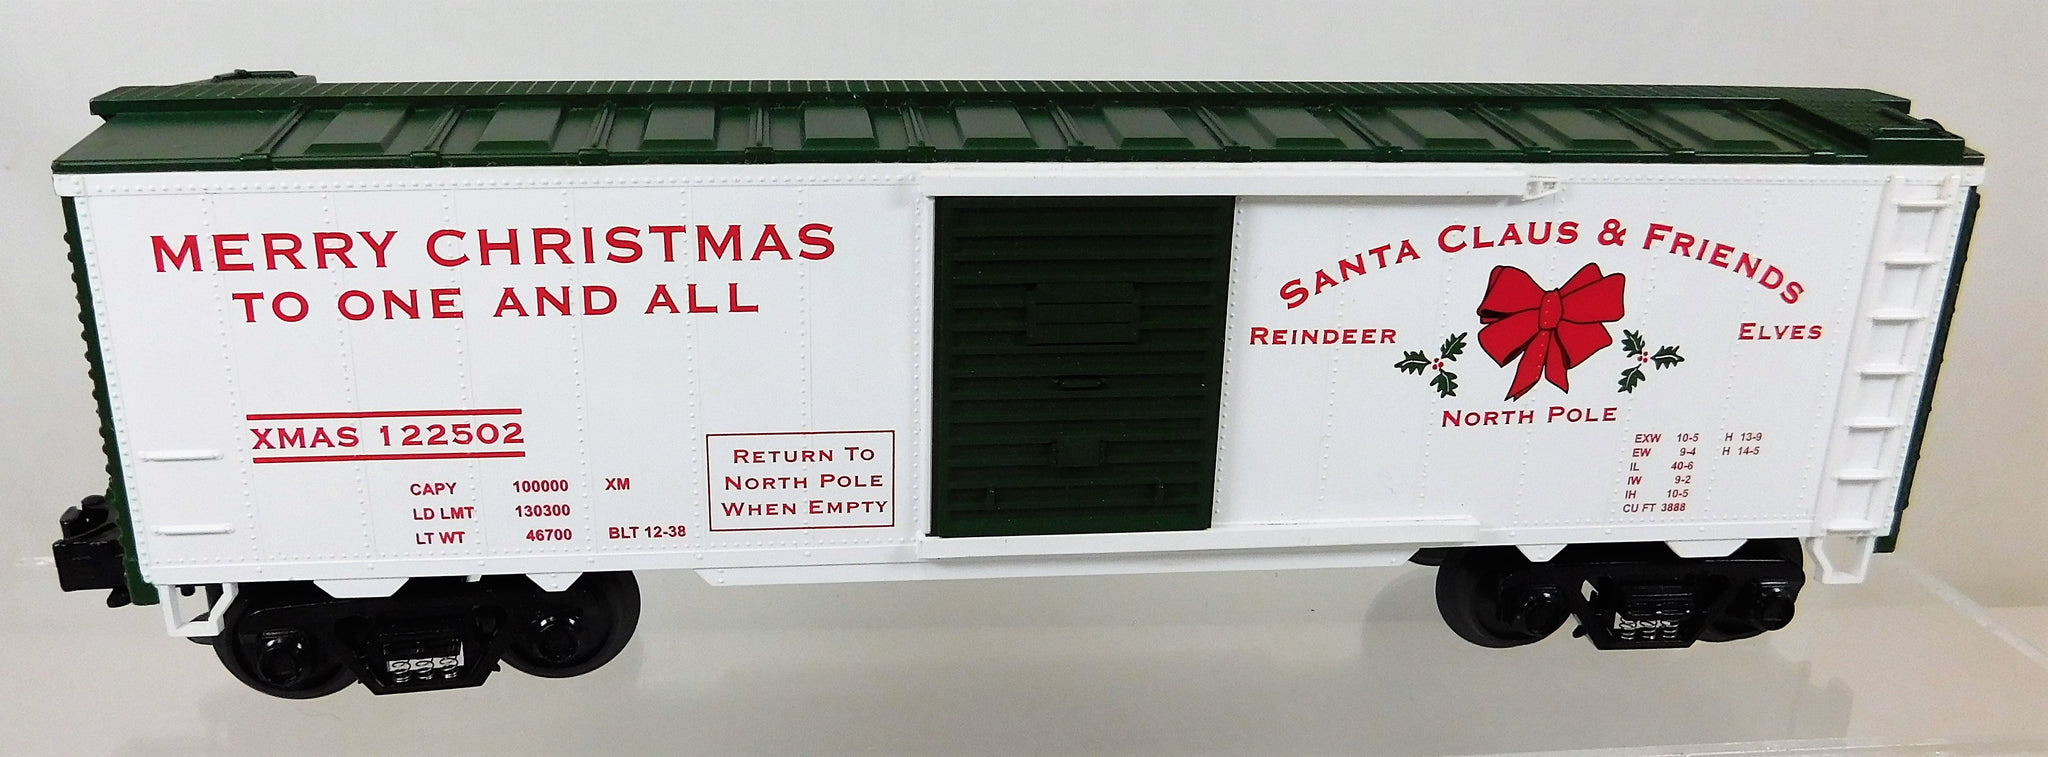 MERRY CHRISTMAS
TO ONE AND ALL
XMAS 122502
CAPY 100000 XM
LD LMT 130300
LT WT 46700 BLT 12-38
RETURN TO
NORTH POLE
WHEN EMPTY
SANTA CLAUS & FRIENDS
REINDEER ELVES
NORTH POLE
EXW 10-5 H 13-9
EW 9-4 H 14-5
IL 40-6
IW 9-2
IH 10-5
CU FT 3888